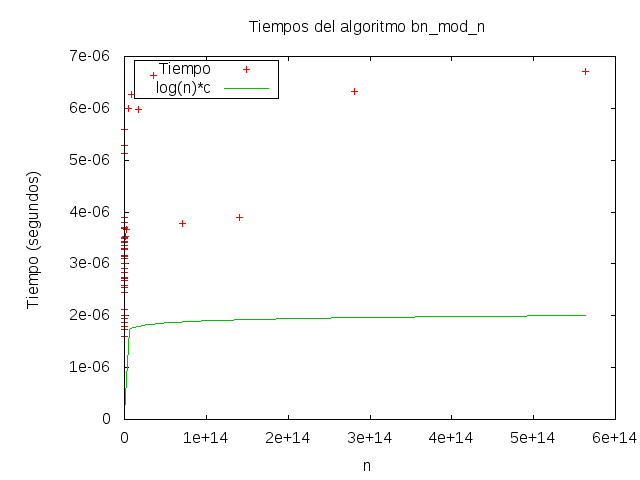 Tiempos del algoritmo bn_mod_n
7e-06
6e-06
5e-06
4e-06
3e-06
2e-06
1e-06
0
Tiempo (segundos)
Tiempo
log(n)*c
0
1e+14
2e+14
3e+14
4e+14
5e+14
6e+14
n